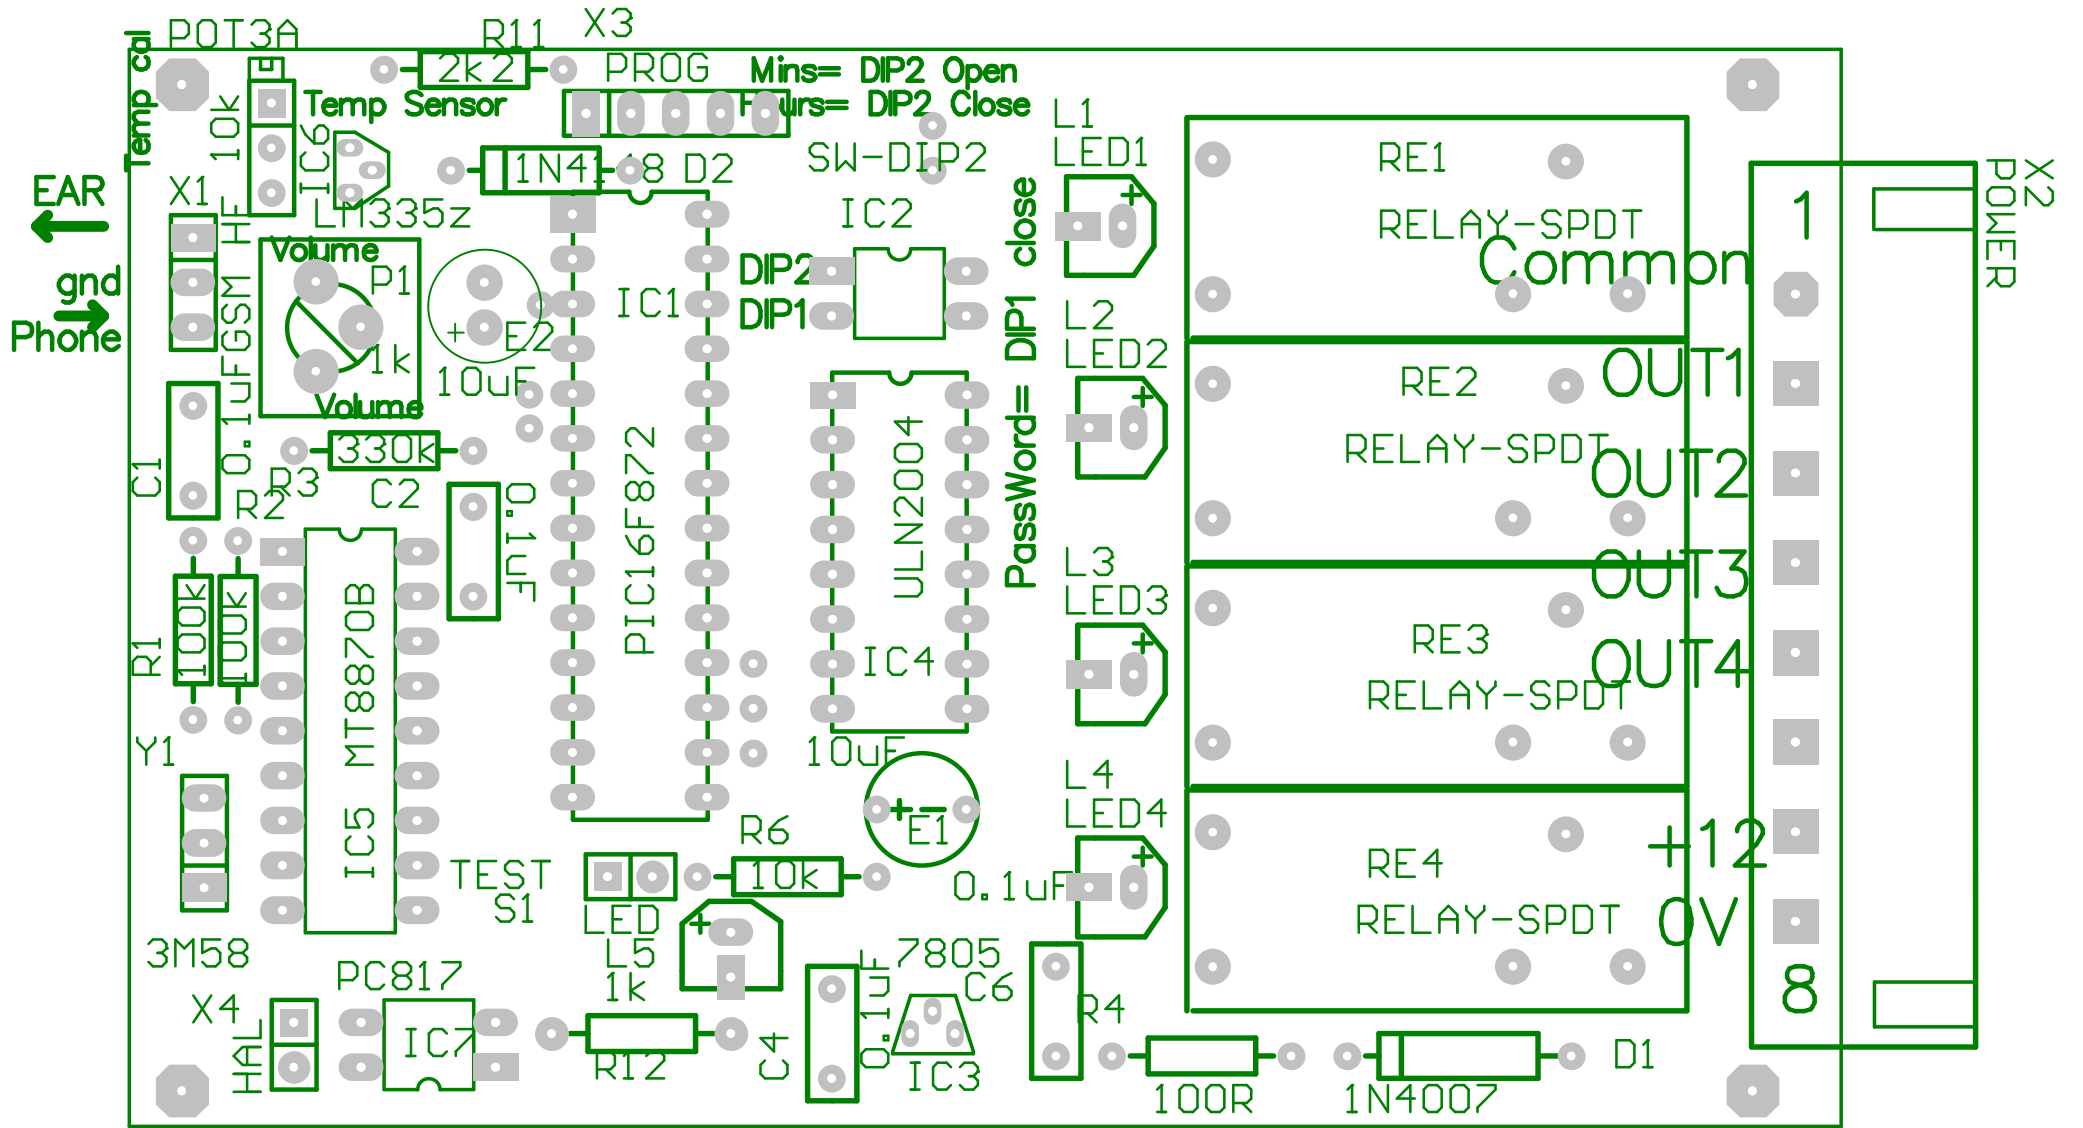 X3
POT3A
R11
Temp cal
2k2
PROG
Mins= DIP2 Open
Hours= DIP2 Close
Temp Sensor
10k
IC6
L1
LED1
1N4148 D2
SW-DIP2
RE1
X2
POWER
EAR
X1
HF
LM335z
IC2
RELAY-SPDT
1
Volume
Common
gnd
P1
DIP2
IC1
DIP1
Phone
GSM
1k
E2
PassWord= DIP1 close
L2
LED2
10uF
OUT1
RE2
Volume
0.1uF
C1
330k
R3
R2
C2
0.1uF
PIC16F872
ULN2004
RELAY-SPDT
OUT2
L3
LED3
OUT3
100k
100k
R1
MT8870B
IC4
RE3
OUT4
RELAY-SPDT
Y1
10uF
L4
LED4
IC5
R6
E1
+12
RE4
TEST
S1
10k
0.1uF
LED
L5
RELAY-SPDT
0V
3M58
PC817
1k
7805
C6
8
X4
HAL
IC7
R12
C4
0.1uF
IC3
R4
D1
100R
1N4007